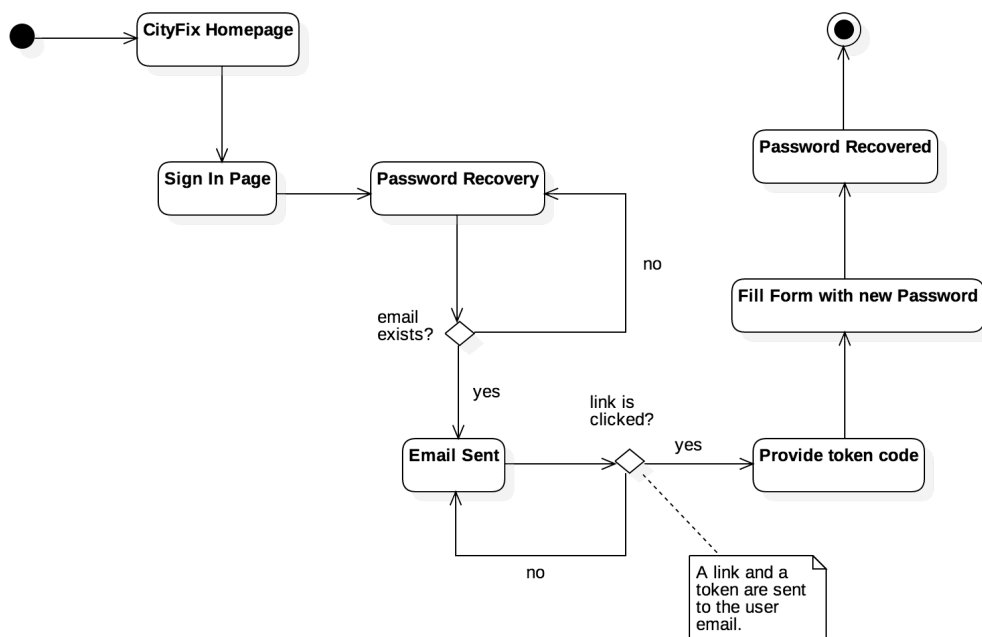 CityFix Homepage
Sign In Page
Password Recovery
Password Recovered
no
Fill Form with new Password
email
exists?
yes
link is
clicked?
Email Sent
yes
Provide token code
no
A link and a
token are sent
to the user
email.